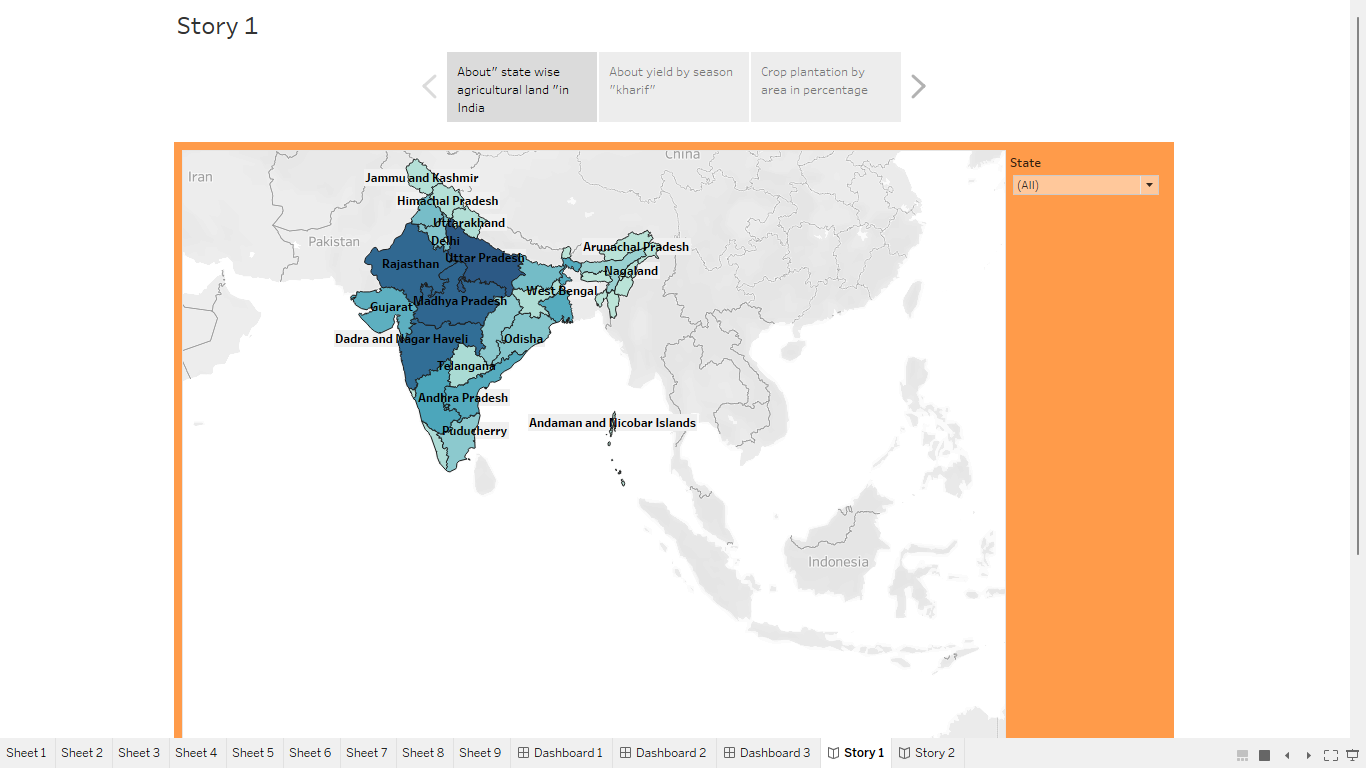 Story 1
About" state wise
agricultural land "in
India
About yield by season
"kharif"
Crop plantation by
area in percentage
China
Iran
State
Jammu and Kashmir
(All)
Himachal Pradesh
Uttarakhand
Pakistan
Delhi
Arunachal Pradesh
Uttar Pradesh
Rajasthan
Nagaland
West Bengal
Madhya Pradesh
Gujarat
Dadra and Nagar Haveli
Odisha
Telangana
Andhra Pradesh
Andaman and Nicobar Islands
Puducherry
Indonesia
Sheet 1 Sheet 2 Sheet 3 Sheet 4 Sheet 5 Sheet 6 Sheet 7 Sheet 8 Sheet 9 Dashboard 1 Dashboard 2 Dashboard 3 Story 1 Story 2